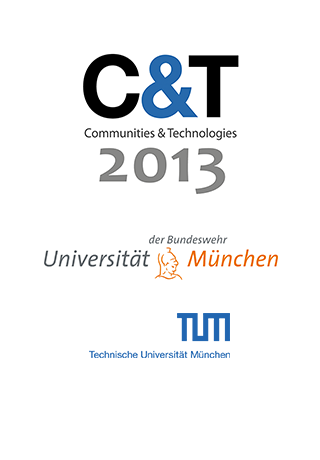 C&T
Communities & Technologies
2013
der Bundeswehr
Universität München
TUM
Technische Universität München